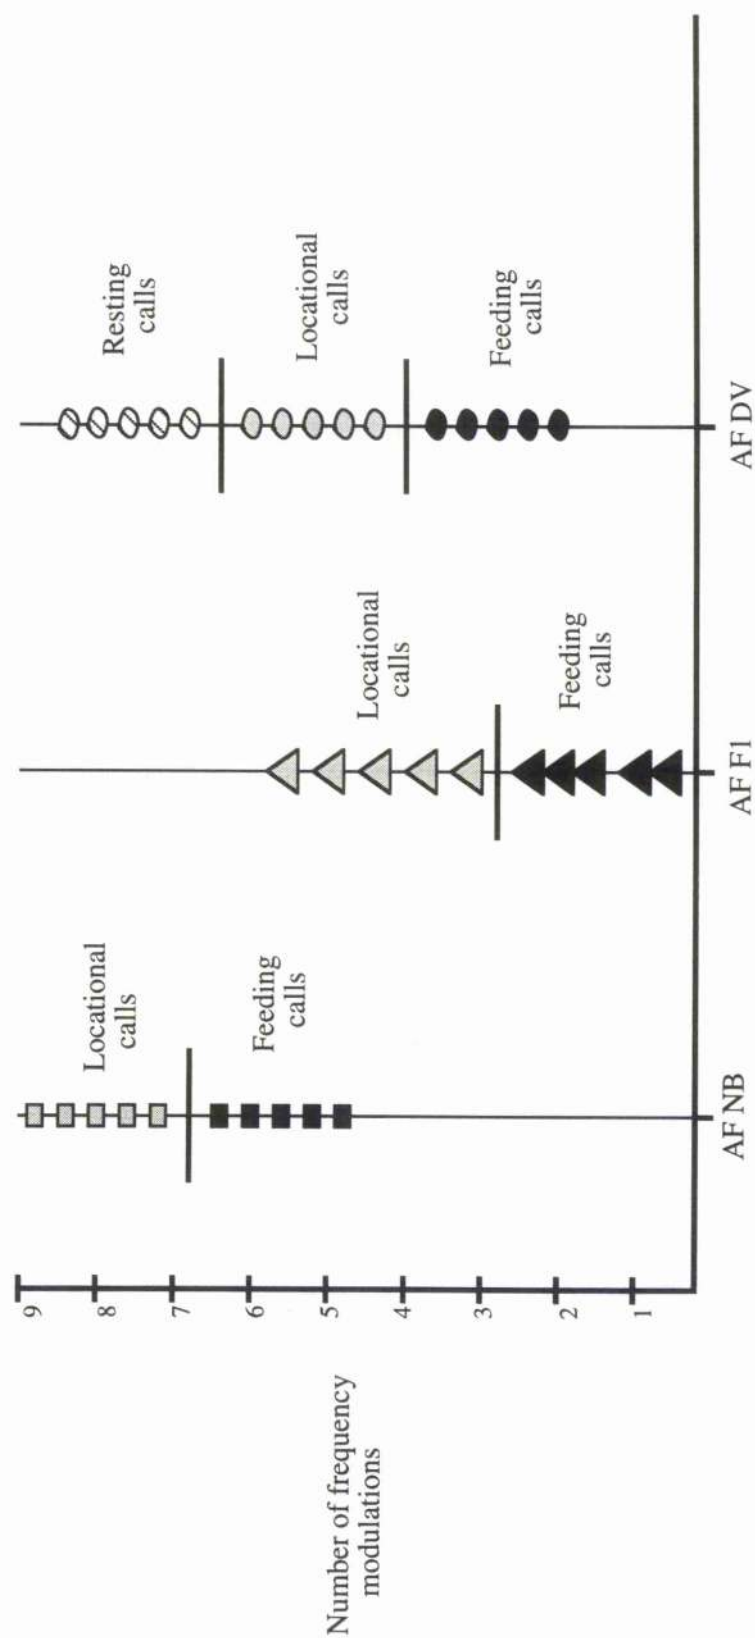 Number of frequency
modulations
9
8
7
6
5
4
3
2
1
Locational
calls
Feeding
calls
Locational
calls
Feeding
calls
Resting
calls
Locational
calls
Feeding
calls
AF NB
AF F1
AF DV